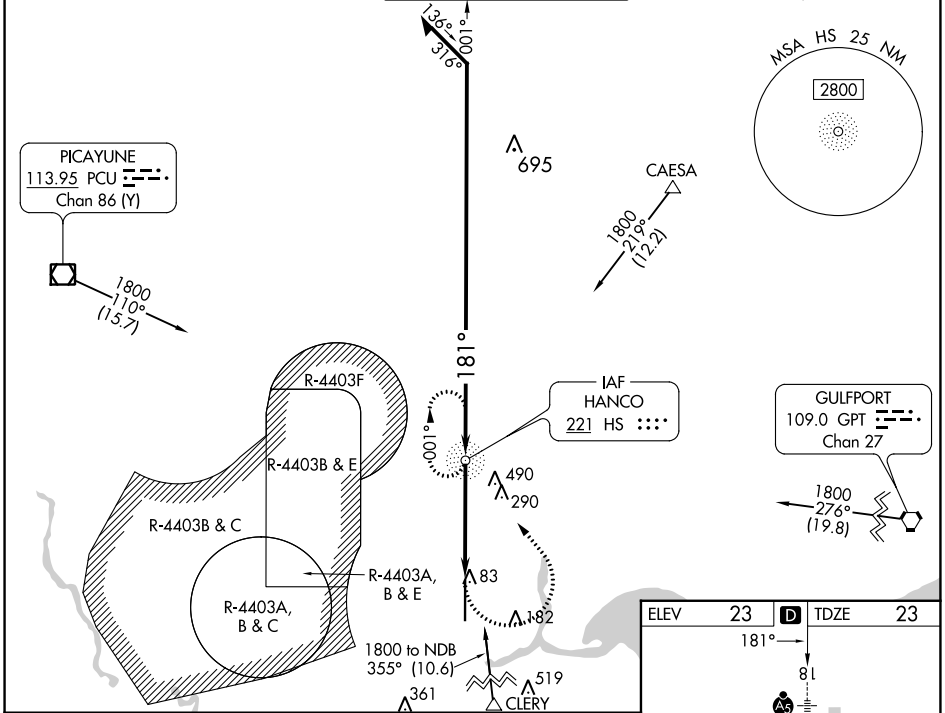 136°
316°
001°
MSA HS 25 NM
2800
PICAYUNE
113.95 PCU
Chan 86 (Y)
695
CAESA
1800
219°
(12.2)
1800
110°
(15.7)
181°
R-4403F
IAF
HANCO
221 HS
001°
GULFPORT
109.0 GPT
Chan 27
R-4403B & E
490
290
1800
276°
(19.8)
R-4403B & C
R-4403A,
B & E
83
R-4403A,
B & C
182
1800 to NDB
355° (10.6)
519
361
CLERY
ELEV 23 D TDZE 23
181°
18
A5